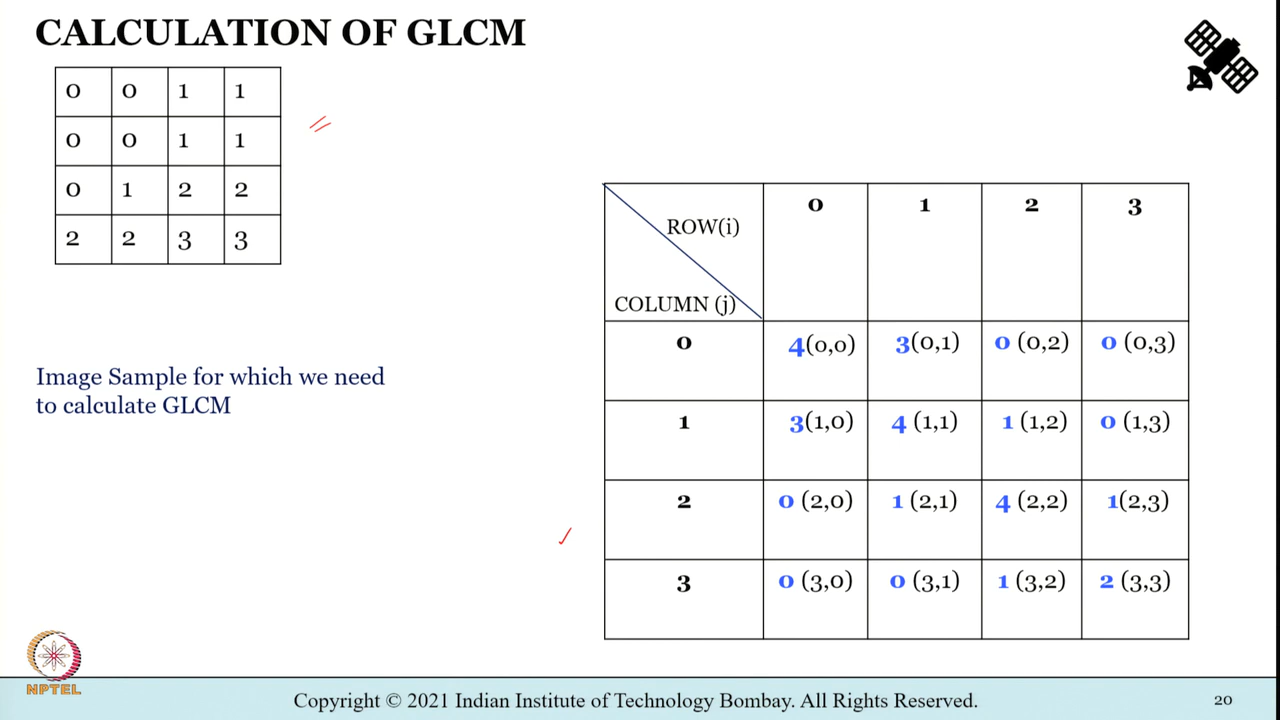 CALCULATION OF GLCM
0 0 1 1
0 0 1 1
0 1 2 2
2 2 3 3
Image Sample for which we need
to calculate GLCM
ROW(i)
COLUMN (j)
0 1 2 3
0 4(0,0) 3(0,1) 0 (0,2) 0 (0,3)
1 3(1,0) 4 (1,1) 1 (1,2) 0 (1,3)
2 0 (2,0) 1 (2,1) 4 (2,2) 1(2,3)
3 0 (3,0) 0 (3,1) 1 (3,2) 2 (3,3)
NPTEL
Copyright © 2021 Indian Institute of Technology Bombay. All Rights Reserved.
20